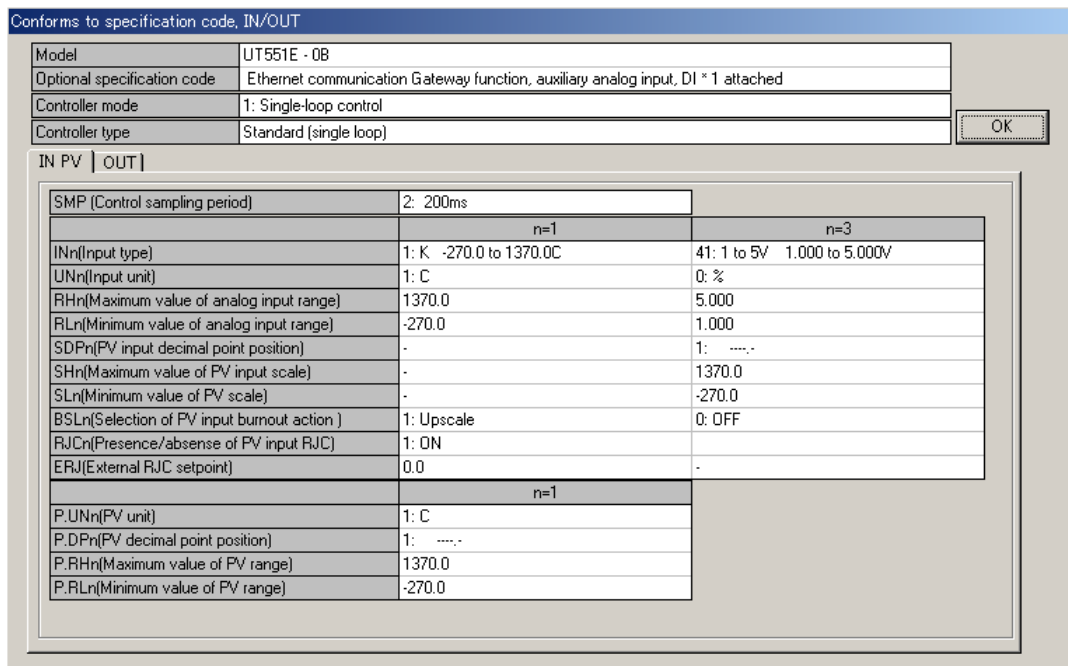 Conforms to specification code, IN/OUT
Model UT551E - 0B
Optional specification code Ethernet communication Gateway function, auxiliary analog input, DI * 1 attached
Controller mode 1: Single-loop control
Controller type Standard (single loop)
OK
IN PV OUT
SMP (Control sampling period) 2: 200ms
n=1 n=3
INn(Input type) 1: K -270.0 to 1370.0C 41: 1 to 5V 1.000 to 5.000V
UNn(Input unit) 1: C 0: %
RHn(Maximum value of analog input range) 1370.0 5.000
RLn(Minimum value of analog input range) -270.0 1.000
SDPn(PV input decimal point position) - 1: ----.-
SHn(Maximum value of PV input scale) - 1370.0
SLn(Minimum value of PV scale) - -270.0
BSLn(Selection of PV input burnout action ) 1: Upscale 0: OFF
RJCn(Presence/absense of PV input RJC) 1: ON
ERJ(External RJC setpoint) 0.0 -
n=1
P.UNn(PV unit) 1: C
P.DPn(PV decimal point position) 1: ----.-
P.RHn(Maximum value of PV range) 1370.0
P.RLn(Minimum value of PV range) -270.0